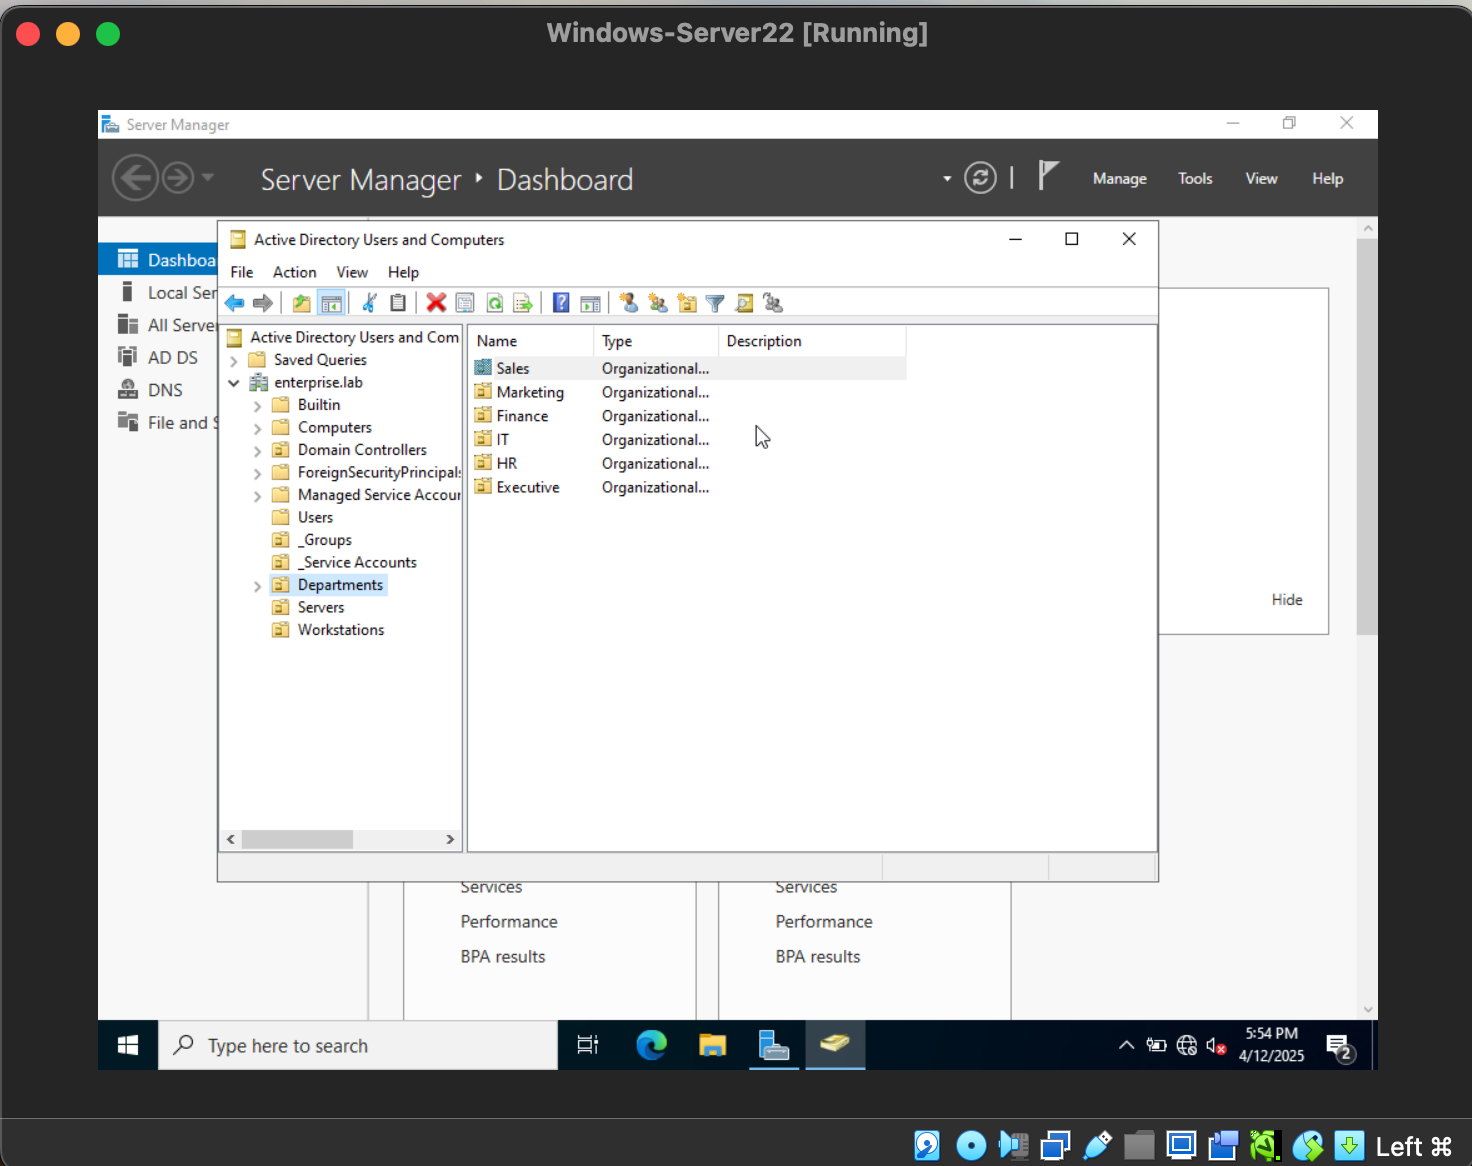 Windows-Server22 [Running]
Server Manager
Server Manager
Dashboard
Manage
Tools
View
Help
Dashboa
Local Ser
All Server
AD DS
DNS
File and S
Active Directory Users and Computers
File
Action
View
Help
Active Directory Users and Com
Saved Queries
enterprise.lab
Builtin
Computers
Domain Controllers
ForeignSecurityPrincipals
Managed Service Accour
Users
_Groups
_Service Accounts
Departments
Servers
Workstations
Name Type Description
Sales Organizational...
Marketing Organizational...
Finance Organizational...
IT Organizational...
HR Organizational...
Executive Organizational...
Hide
Services
Performance
BPA results
Services
Performance
BPA results
Type here to search
5:54 PM
4/12/2025
2
Left ⌘